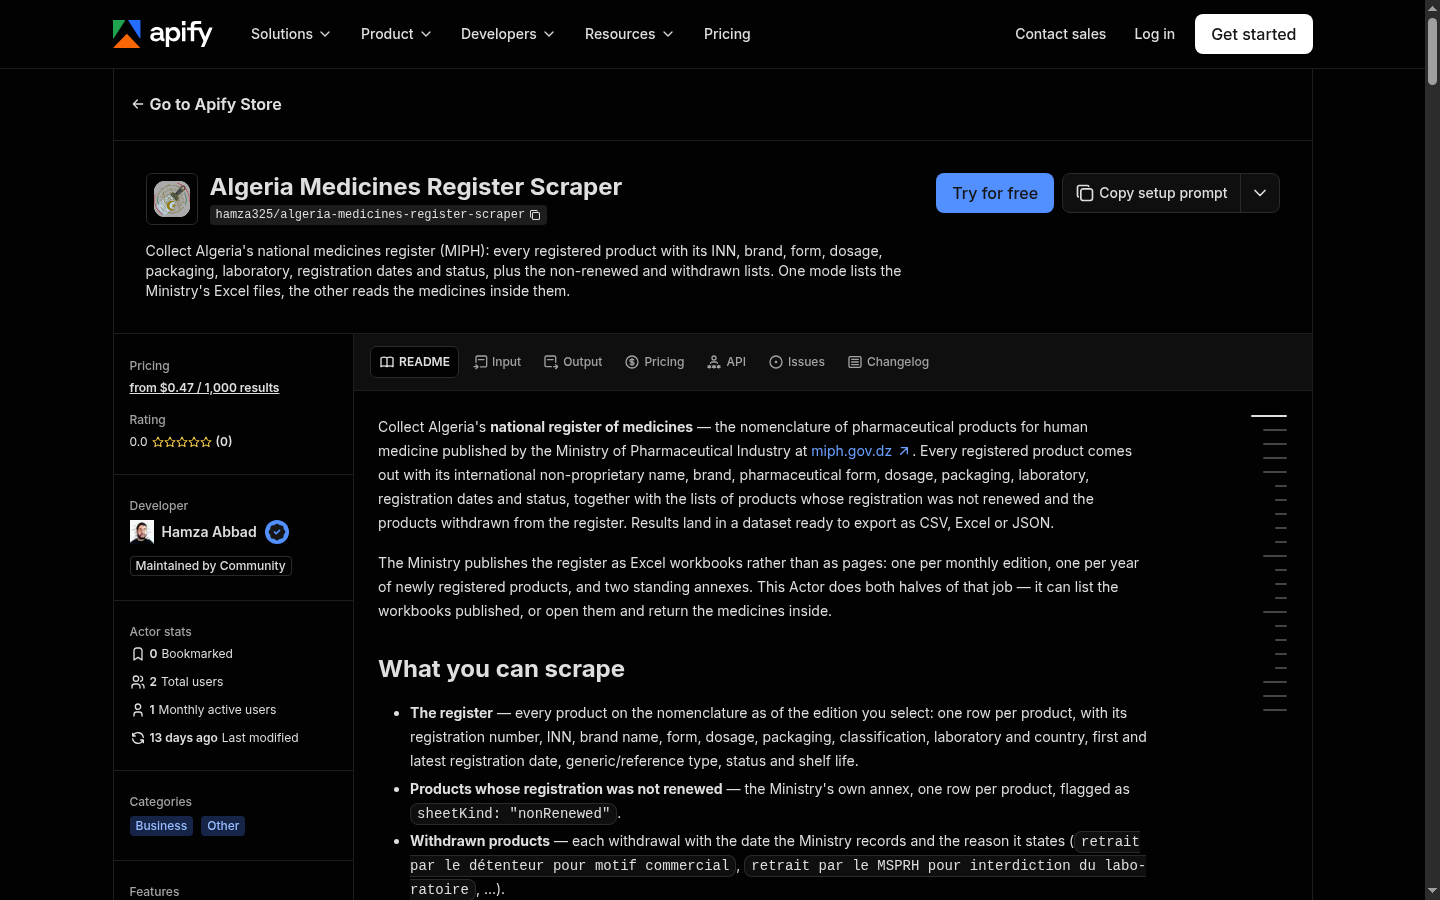 apify
Solutions
Product
Developers
Resources
Pricing
Contact sales
Log in
Get started
Go to Apify Store
Algeria Medicines Register Scraper
hamza325/algeria-medicines-register-scraper
Try for free
Copy setup prompt
Collect Algeria's national medicines register (MIPH): every registered product with its INN, brand, form, dosage,
packaging, laboratory, registration dates and status, plus the non-renewed and withdrawn lists. One mode lists the
Ministry's Excel files, the other reads the medicines inside them.
Pricing
from $0.47 / 1,000 results
Rating
0.0 (0)
Developer
Hamza Abbad
Maintained by Community
Actor stats
0 Bookmarked
2 Total users
1 Monthly active users
13 days ago Last modified
Categories
Business
Other
Features
README
Input
Output
Pricing
API
Issues
Changelog
Collect Algeria's national register of medicines — the nomenclature of pharmaceutical products for human
medicine published by the Ministry of Pharmaceutical Industry at miph.gov.dz . Every registered product comes
out with its international non-proprietary name, brand, pharmaceutical form, dosage, packaging, laboratory,
registration dates and status, together with the lists of products whose registration was not renewed and the
products withdrawn from the register. Results land in a dataset ready to export as CSV, Excel or JSON.
The Ministry publishes the register as Excel workbooks rather than as pages: one per monthly edition, one per year
of newly registered products, and two standing annexes. This Actor does both halves of that job — it can list the
workbooks published, or open them and return the medicines inside.
What you can scrape
• The register — every product on the nomenclature as of the edition you select: one row per product, with its
registration number, INN, brand name, form, dosage, packaging, classification, laboratory and country, first and
latest registration date, generic/reference type, status and shelf life.
• Products whose registration was not renewed — the Ministry's own annex, one row per product, flagged as
sheetKind: "nonRenewed".
• Withdrawn products — each withdrawal with the date the Ministry records and the reason it states (retrait
par le détenteur pour motif commercial, retrait par le MSPRH pour interdiction du labo-
ratoire, ...).